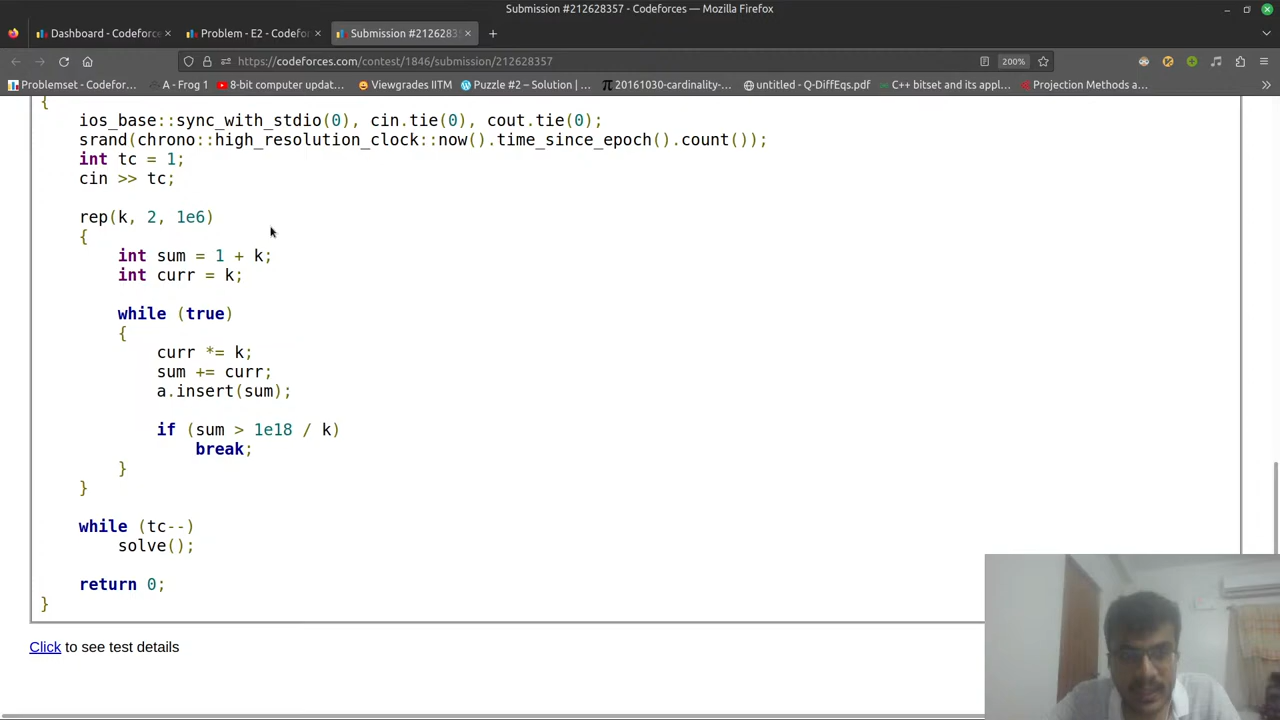 Submission #212628357 - Codeforces — Mozilla Firefox
Dashboard - Codeforce
Problem - E2 - Codefor
Submission #2126283
https://codeforces.com/contest/1846/submission/212628357
200%
Problemset - Codefor...
A - Frog 1
8-bit computer updat...
Viewgrades IITM
Puzzle #2 – Solution | ...
20161030-cardinality-...
untitled - Q-DiffEqs.pdf
C++ bitset and its appl...
Projection Methods a...
{
ios_base::sync_with_stdio(0), cin.tie(0), cout.tie(0);
srand(chrono::high_resolution_clock::now().time_since_epoch().count());
int tc = 1;
cin >> tc;
rep(k, 2, 1e6)
{
int sum = 1 + k;
int curr = k;
while (true)
{
curr *= k;
sum += curr;
a.insert(sum);
if (sum > 1e18 / k)
break;
}
}
while (tc--)
solve();
return 0;
}
Click to see test details